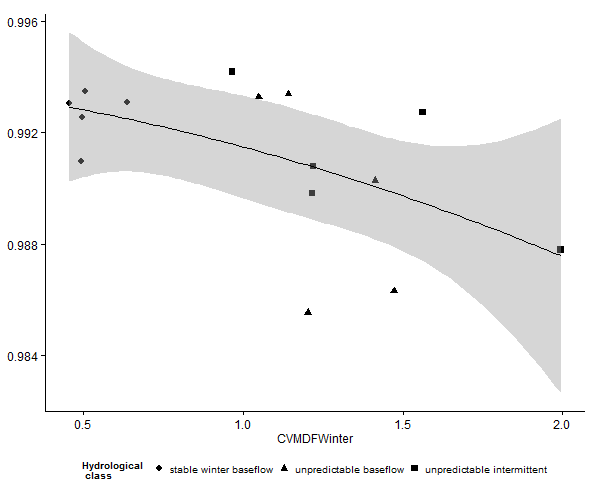 0.996
0.992
0.988
0.984
0.5 1.0 1.5 2.0
CVMDFWinter
Hydrological class stable winter baseflow unpredictable baseflow unpredictable intermittent